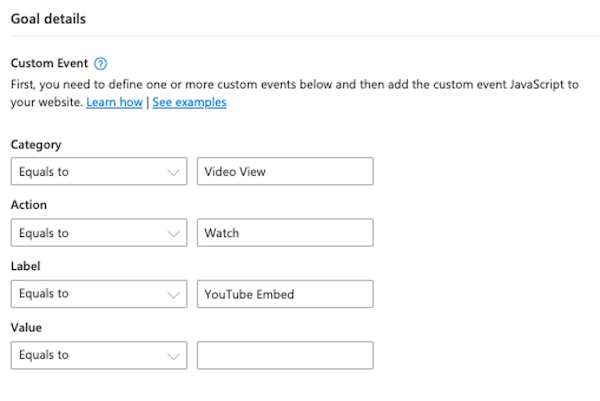 Goal details
Custom Event ?
First, you need to define one or more custom events below and then add the custom event JavaScript to
your website. Learn how | See examples
Category
Equals to Video View
Action
Equals to Watch
Label
Equals to YouTube Embed
Value
Equals to